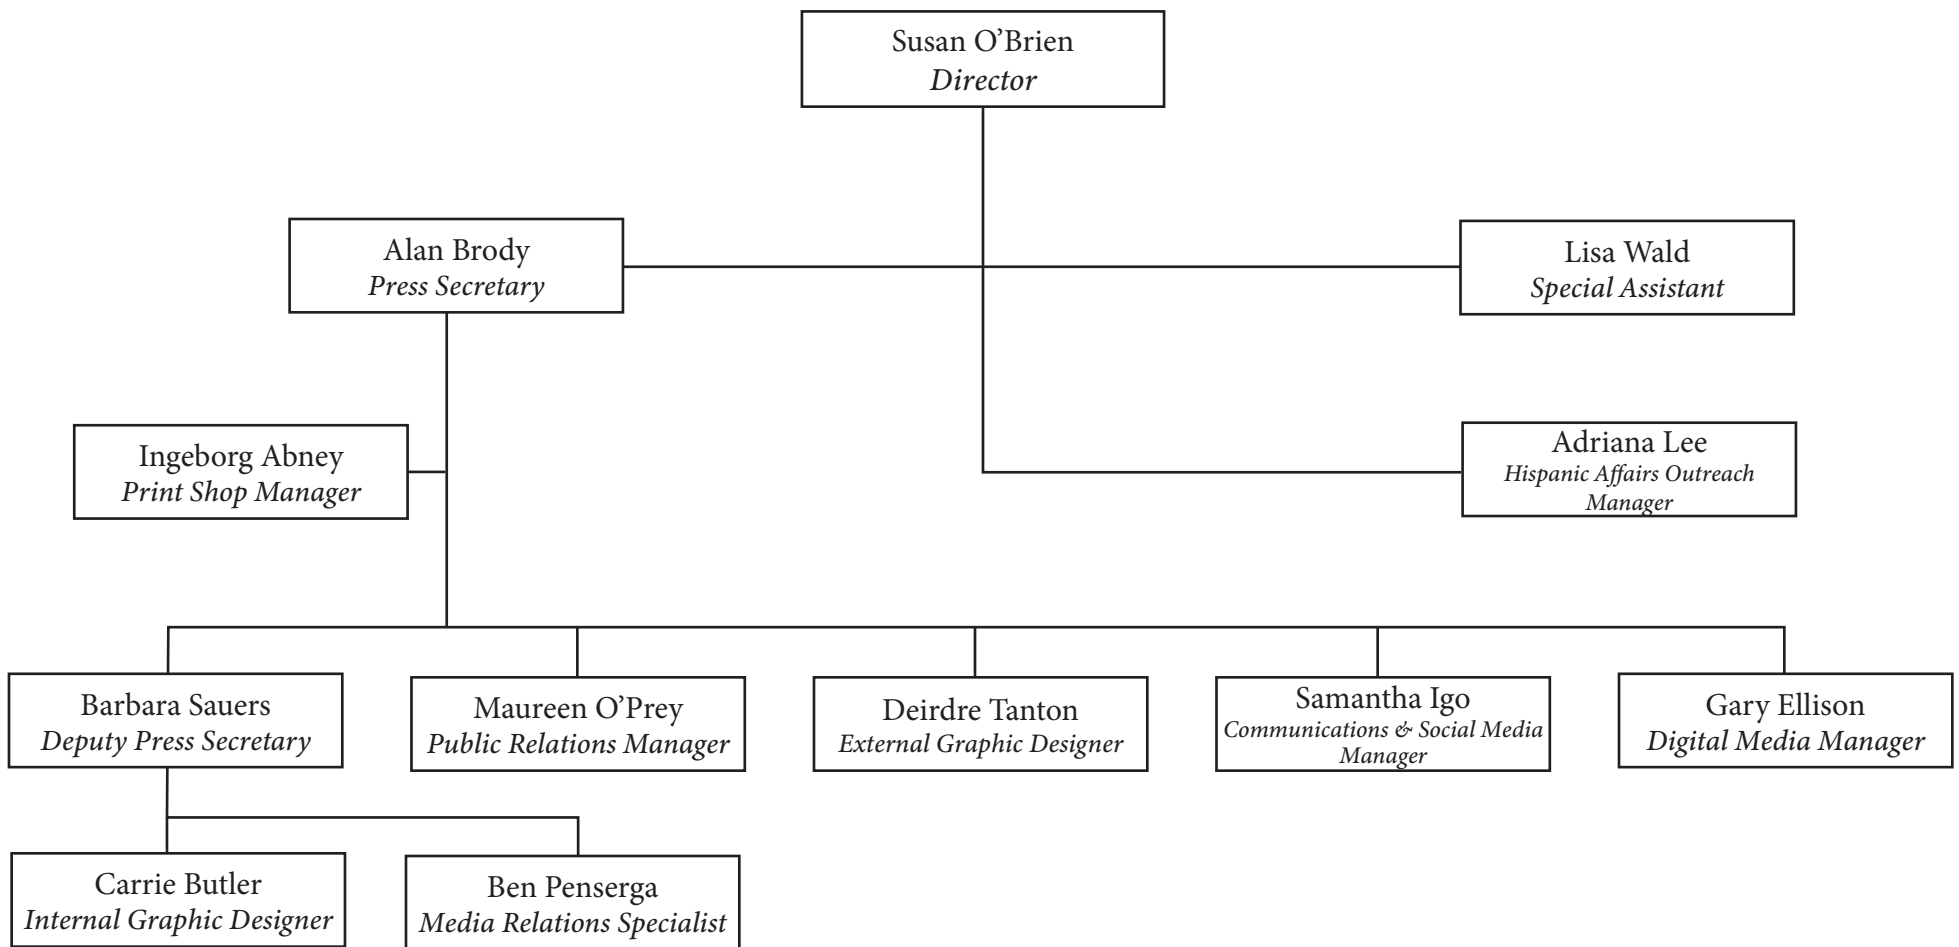 Susan O’Brien
Director
Alan Brody
Press Secretary
Lisa Wald
Special Assistant
Ingeborg Abney
Print Shop Manager
Adriana Lee
Hispanic Affairs Outreach
Manager
Barbara Sauers
Deputy Press Secretary
Maureen O’Prey
Public Relations Manager
Deirdre Tanton
External Graphic Designer
Samantha Igo
Communications & Social Media
Manager
Gary Ellison
Digital Media Manager
Carrie Butler
Internal Graphic Designer
Ben Penserga
Media Relations Specialist